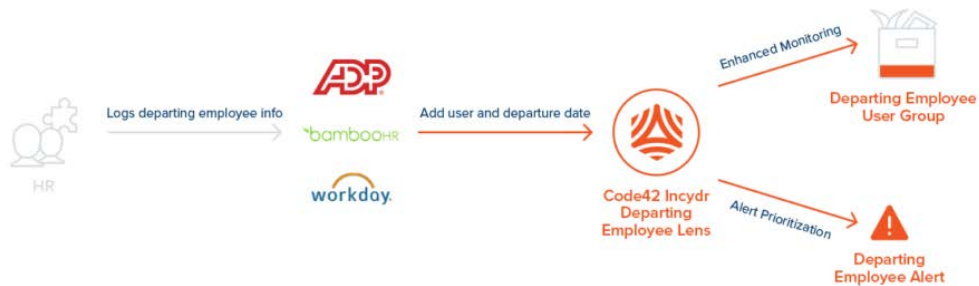 HR
Logs departing employee info
ADP
bambooHR
workday.
Add user and departure date
Code42 Incydr
Departing
Employee Lens
Enhanced Monitoring
Departing Employee
User Group
Alert Prioritization
Departing
Employee Alert